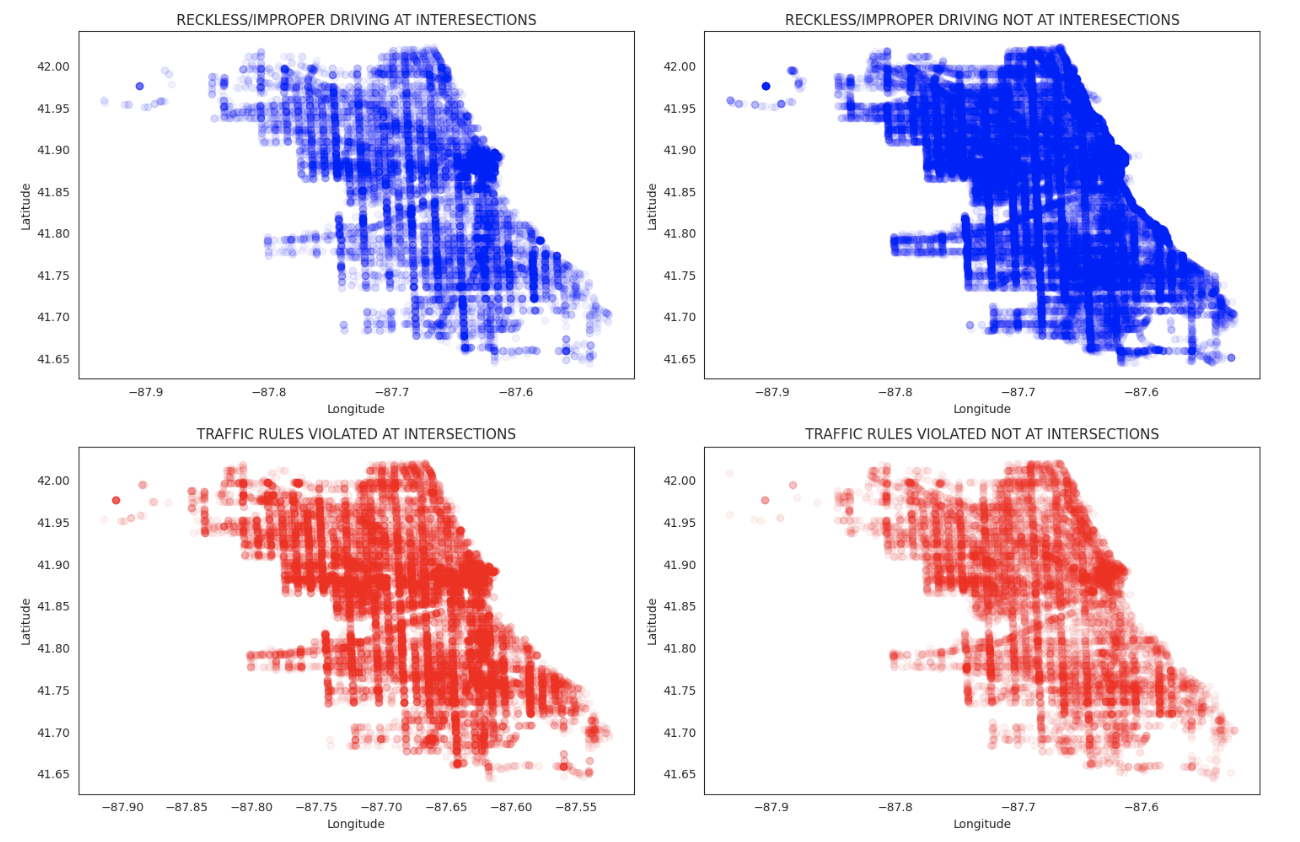 RECKLESS/IMPROPER DRIVING AT INTERESECTIONS
RECKLESS/IMPROPER DRIVING NOT AT INTERESECTIONS
Latitude
42.00
41.95
41.90
41.85
41.80
41.75
41.70
41.65
−87.9 −87.8 −87.7 −87.6
Longitude
Latitude
42.00
41.95
41.90
41.85
41.80
41.75
41.70
41.65
−87.9 −87.8 −87.7 −87.6
Longitude
TRAFFIC RULES VIOLATED AT INTERSECTIONS
TRAFFIC RULES VIOLATED NOT AT INTERSECTIONS
Latitude
42.00
41.95
41.90
41.85
41.80
41.75
41.70
41.65
−87.90 −87.85 −87.80 −87.75 −87.70 −87.65 −87.60 −87.55
Longitude
Latitude
42.00
41.95
41.90
41.85
41.80
41.75
41.70
41.65
−87.9 −87.8 −87.7 −87.6
Longitude